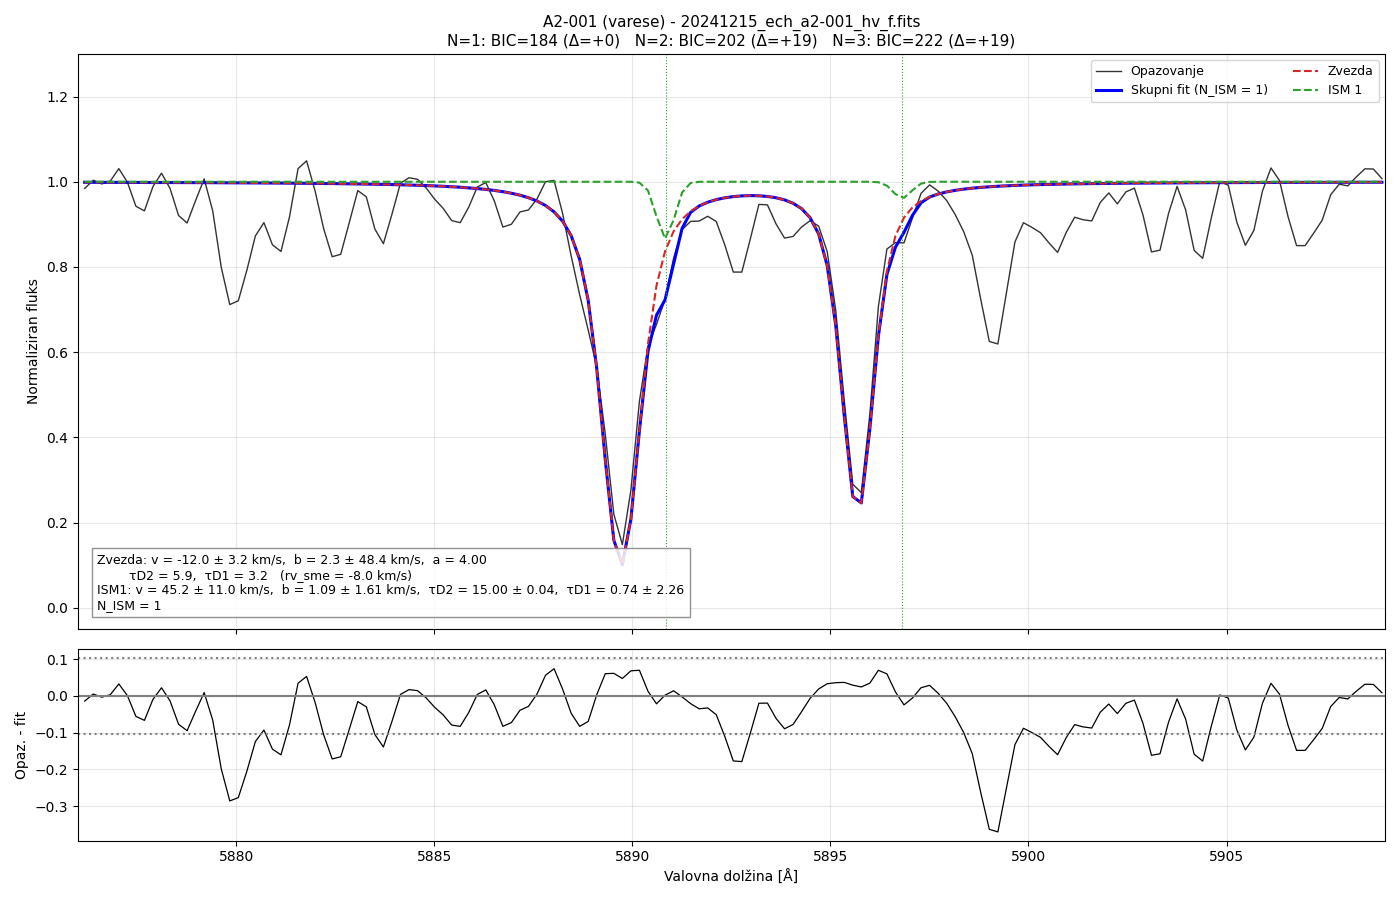 A2-001 (varese) - 20241215_ech_a2-001_hv_f.fits
N=1: BIC=184 (Δ=+0)   N=2: BIC=202 (Δ=+19)   N=3: BIC=222 (Δ=+19)
Opazovanje
Skupni fit (N_ISM = 1)
Zvezda
ISM 1
Normaliziran fluks
1.2
1.0
0.8
0.6
0.4
0.2
0.0
Zvezda: v = -12.0 ± 3.2 km/s,  b = 2.3 ± 48.4 km/s,  a = 4.00
τD2 = 5.9,  τD1 = 3.2   (rv_sme = -8.0 km/s)
ISM1: v = 45.2 ± 11.0 km/s,  b = 1.09 ± 1.61 km/s,  τD2 = 15.00 ± 0.04,  τD1 = 0.74 ± 2.26
N_ISM = 1
Opaz. - fit
0.1
0.0
−0.1
−0.2
−0.3
5880
5885
5890
5895
5900
5905
Valovna dolžina [Å]